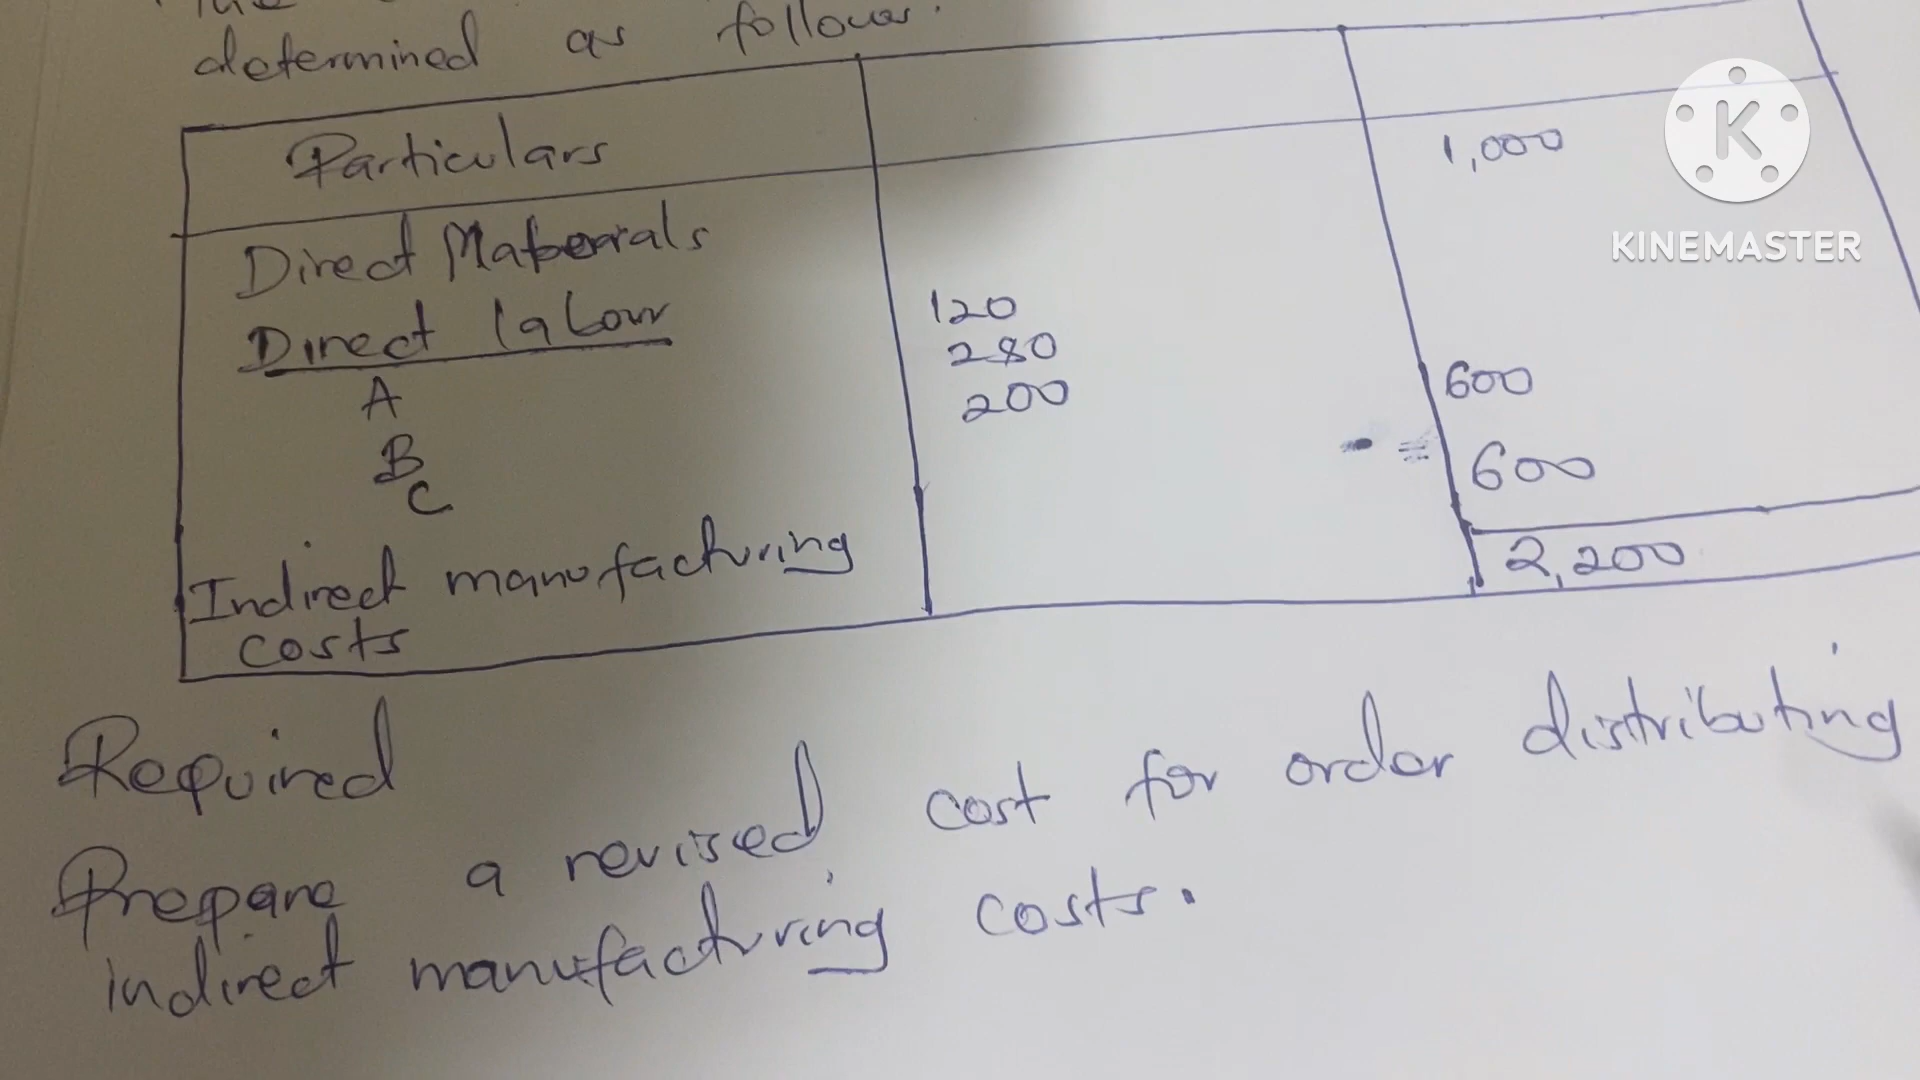 determined as follows.
Particulars
1,000
Direct Materials
Direct labour
120
A
280
600
B
200
C
600
Indirect manufacturing
costs
2,200
Required
Prepare a revised cost for order distributing
indirect manufacturing costs.
K
KINEMASTER